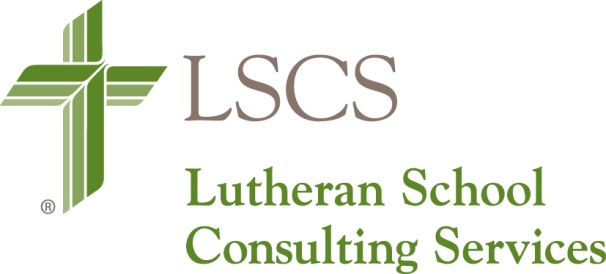 LSCS
®
Lutheran School
Consulting Services